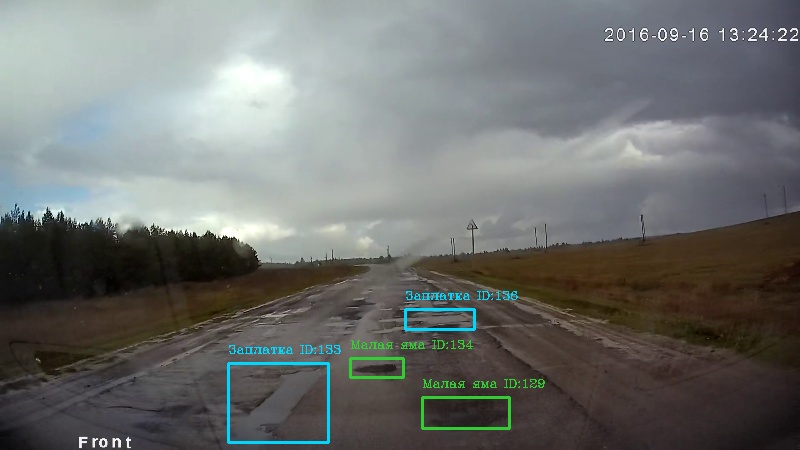 2016-09-16 13:24:22
Заплатка ID:136
Малая яма ID:134
Заплатка ID:133
Малая яма ID:129
Front